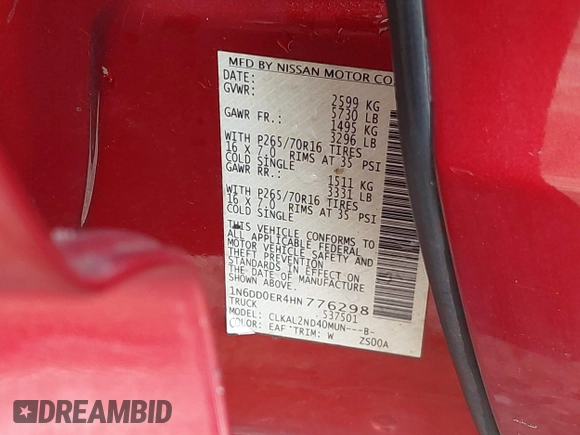 MFD BY NISSAN MOTOR CO
DATE:
GVWR:
2599 KG
5730 LB
GAWR FR.:
1495 KG
3296 LB
WITH P265/70R16 TIRES
16 X 7.0 RIMS AT 35 PSI
COLD SINGLE
GAWR RR.:
1511 KG
3331 LB
WITH P265/70R16 TIRES
16 X 7.0 RIMS AT 35 PSI
COLD SINGLE
THIS VEHICLE CONFORMS TO
ALL APPLICABLE FEDERAL
MOTOR VEHICLE SAFETY AND
THEFT PREVENTION
STANDARDS IN EFFECT ON
THE DATE OF MANUFACTURE
SHOWN ABOVE.
1N6DD0ER4HN776298
TRUCK 537501
MODEL: CLKAL2ND40MUN---B-
COLOR: EAF TRIM: W ZS00A
DREAMBID